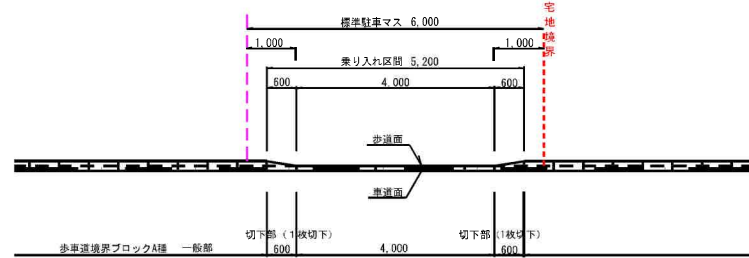 標準駐車マス 6,000
宅地境界
1,000
1,000
乗り入れ区間 5,200
600
4,000
600
歩道面
車道面
切下部（1枚切下）
切下部（1枚切下）
歩車道境界ブロックA種 一般部
600
4,000
600